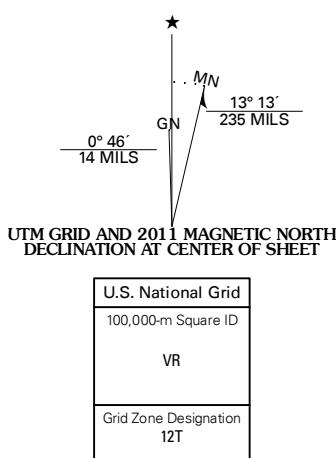 ★
MN
13° 13´
235 MILS
GN
0° 46´
14 MILS
UTM GRID AND 2011 MAGNETIC NORTH
DECLINATION AT CENTER OF SHEET
U.S. National Grid
100,000-m Square ID
VR
Grid Zone Designation
12T